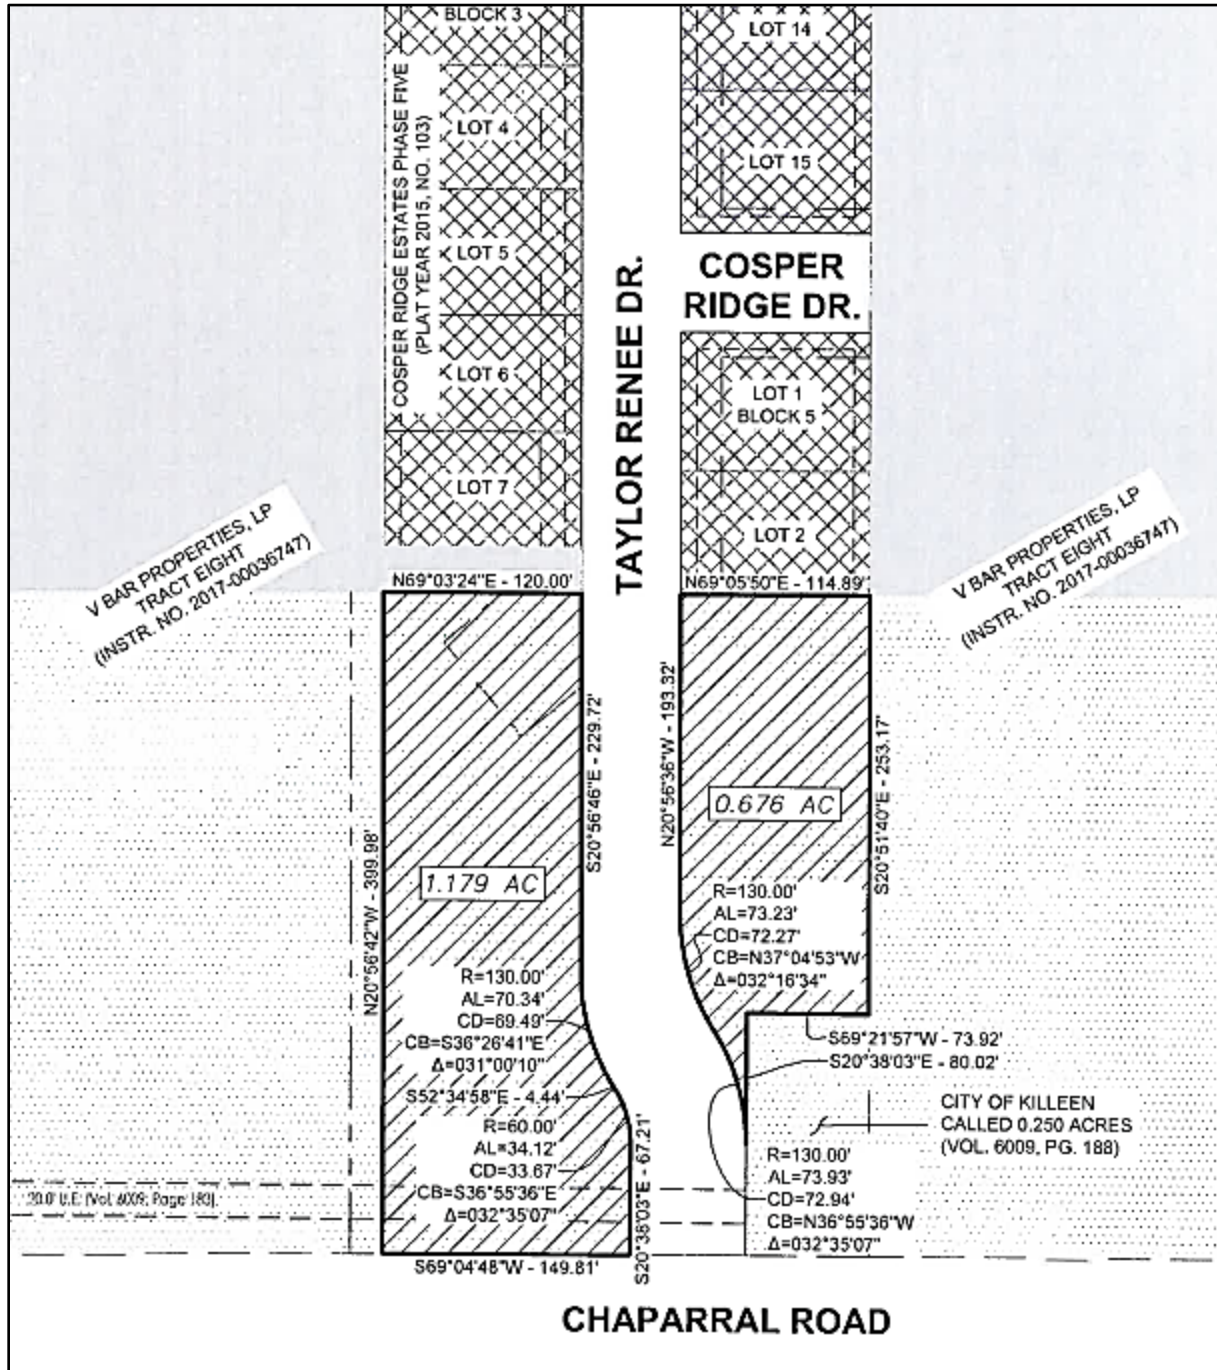 BLOCK 3
LOT 4
LOT 5
LOT 6
LOT 7
COSPER RIDGE ESTATES PHASE FIVE
(PLAT YEAR 2015, NO. 103)
LOT 14
LOT 15
COSPER
RIDGE DR.
LOT 1
BLOCK 5
LOT 2
TAYLOR RENEE DR.
V BAR PROPERTIES, LP
TRACT EIGHT
(INSTR. NO. 2017-00036747)
V BAR PROPERTIES, LP
TRACT EIGHT
(INSTR. NO. 2017-00036747)
N69°03'24"E - 120.00'
N69°05'50"E - 114.89'
N20°56'42"W - 399.98'
S20°56'46"E - 229.72'
N20°56'36"W - 193.32'
S20°51'40"E - 253.17'
1.179 AC
0.676 AC
R=130.00'
AL=73.23'
CD=72.27'
CB=N37°04'53"W
Δ=032°16'34"
R=130.00'
AL=70.34'
CD=69.49'
CB=S36°26'41"E
Δ=031°00'10"
S52°34'58"E - 4.44'
R=60.00'
AL=34.12'
CD=33.67'
CB=S36°55'36"E
Δ=032°35'07"
S20°38'03"E - 67.21'
S69°21'57"W - 73.92'
S20°38'03"E - 80.02'
CITY OF KILLEEN
CALLED 0.250 ACRES
(VOL. 6009, PG. 188)
R=130.00'
AL=73.93'
CD=72.94'
CB=N36°55'36"W
Δ=032°35'07"
20.0' U.E. (Vol. 6009, Page 183)
S69°04'48"W - 149.81'
CHAPARRAL ROAD